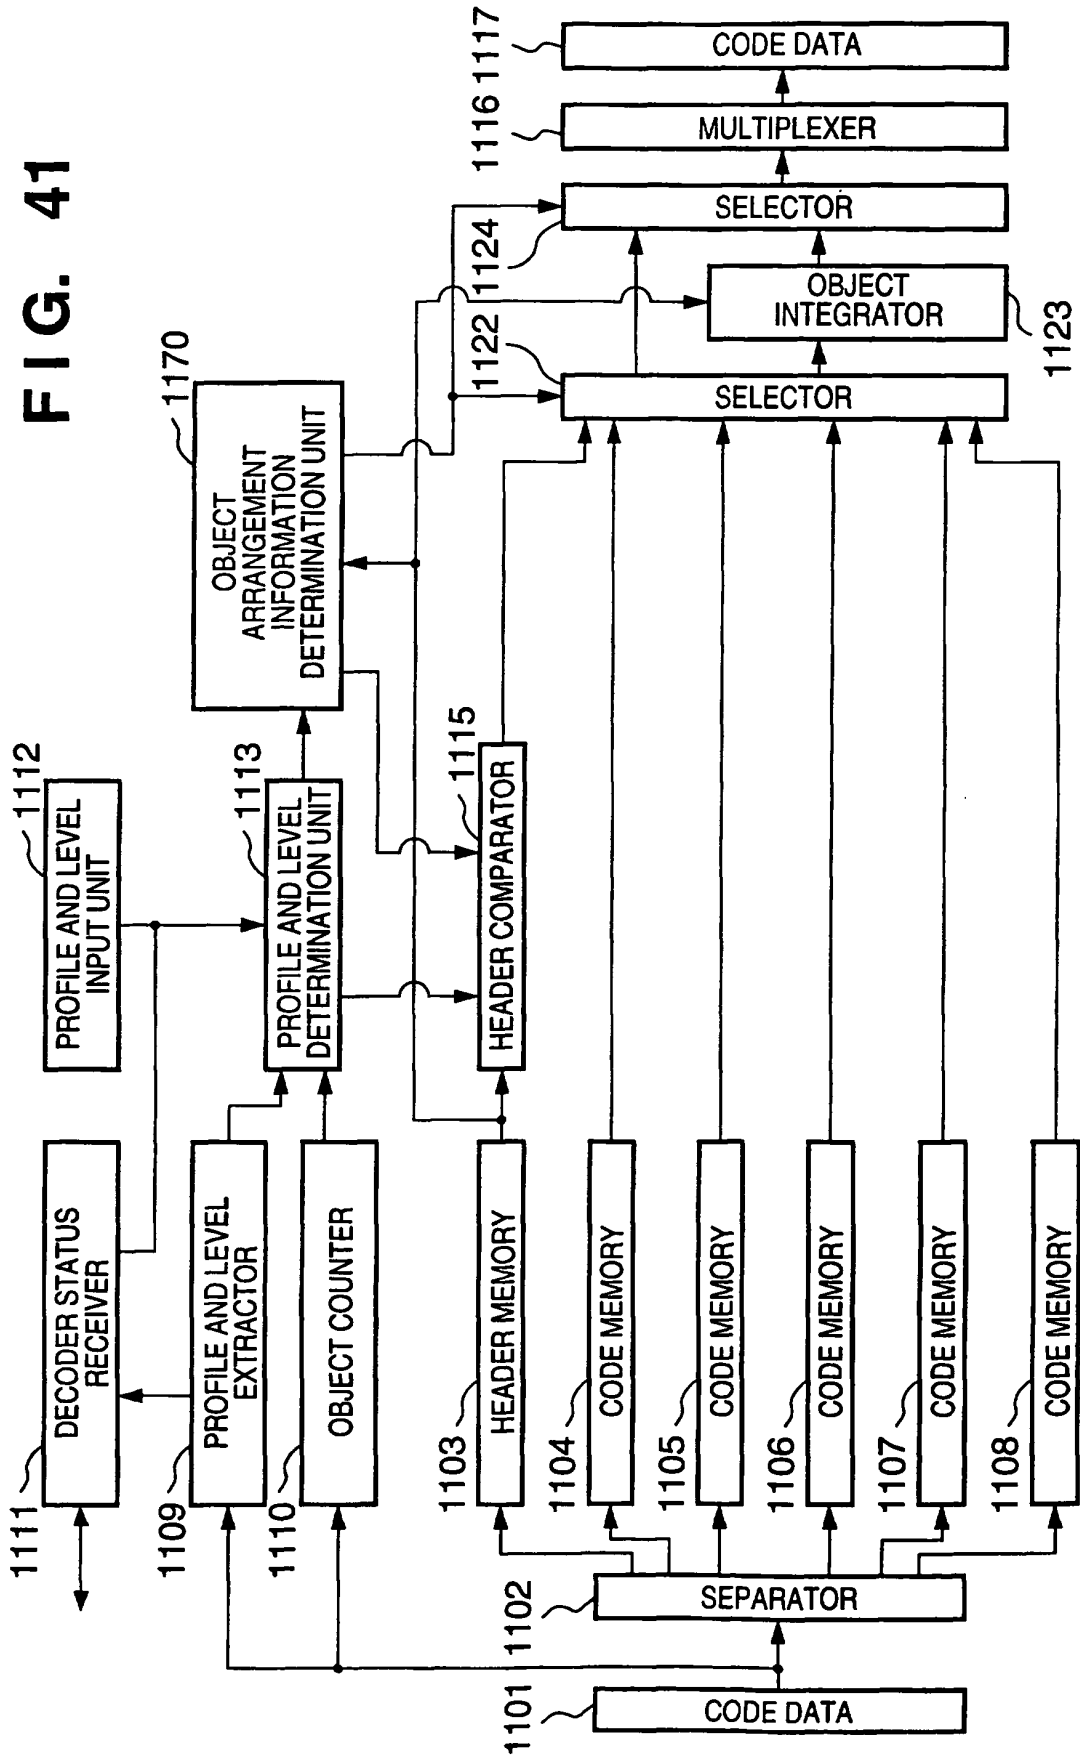 FIG. 41
1111
DECODER STATUS
RECEIVER
1112
PROFILE AND LEVEL
INPUT UNIT
1109
PROFILE AND LEVEL
EXTRACTOR
1110
OBJECT COUNTER
1113
PROFILE AND LEVEL
DETERMINATION UNIT
1170
OBJECT
ARRANGEMENT
INFORMATION
DETERMINATION UNIT
1101
CODE DATA
1102
SEPARATOR
1103
HEADER MEMORY
1104
CODE MEMORY
1105
CODE MEMORY
1106
CODE MEMORY
1107
CODE MEMORY
1108
CODE MEMORY
1115
HEADER COMPARATOR
1122
SELECTOR
OBJECT
INTEGRATOR
1123
1124
SELECTOR
1116
MULTIPLEXER
1117
CODE DATA